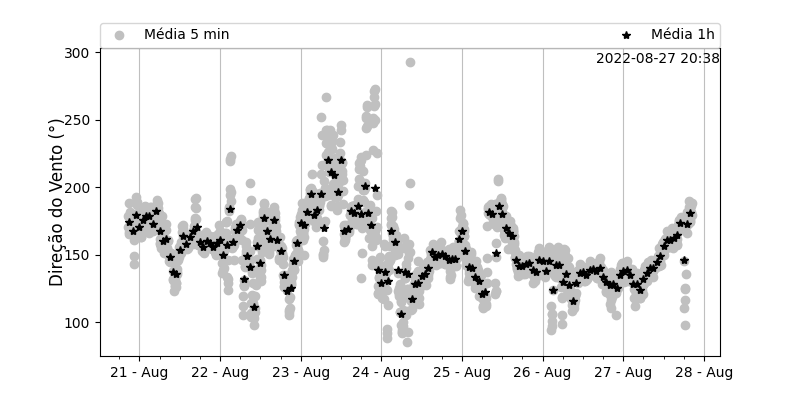 Média 5 min
Média 1h
2022-08-27 20:38
Direção do Vento (°)
300
250
200
150
100
21 - Aug
22 - Aug
23 - Aug
24 - Aug
25 - Aug
26 - Aug
27 - Aug
28 - Aug